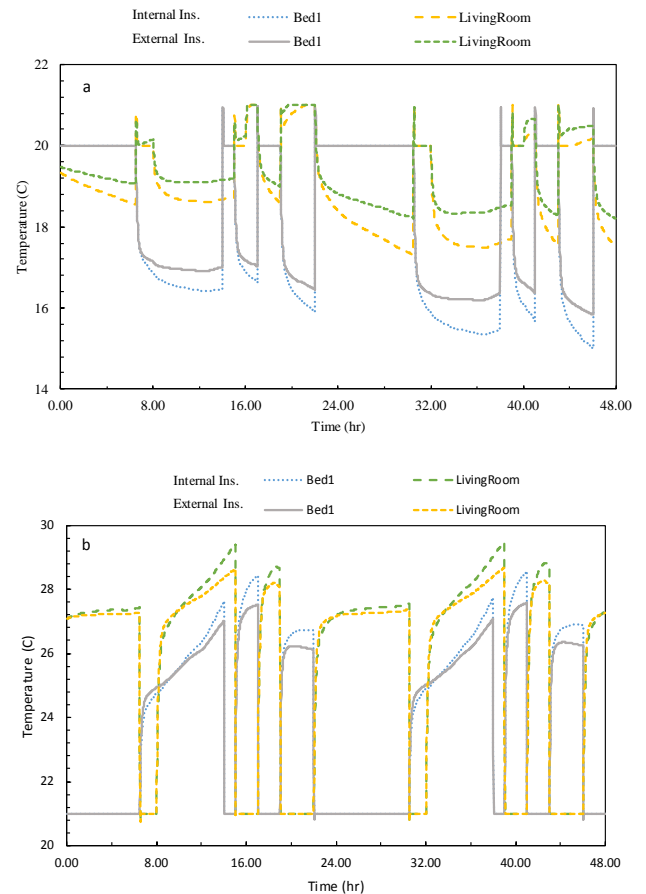 Internal Ins. Bed1 LivingRoom
External Ins. Bed1 LivingRoom
a
22
20
18
16
14
Temperature (C)
0.00 8.00 16.00 24.00 32.00 40.00 48.00
Time (hr)
Internal Ins. Bed1 LivingRoom
External Ins. Bed1 LivingRoom
b
30
28
26
24
22
20
Temperature (C)
0.00 8.00 16.00 24.00 32.00 40.00 48.00
Time (hr)